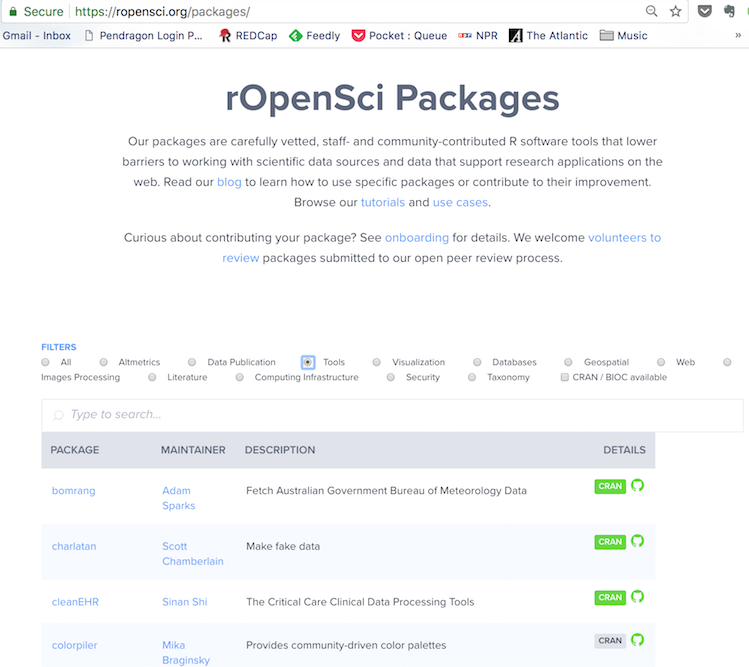 Secure https://ropensci.org/packages/
Gmail - Inbox Pendragon Login P... REDCap Feedly Pocket : Queue npr NPR The Atlantic Music »
rOpenSci Packages
Our packages are carefully vetted, staff- and community-contributed R software tools that lower
barriers to working with scientific data sources and data that support research applications on the
web. Read our blog to learn how to use specific packages or contribute to their improvement.
Browse our tutorials and use cases.
Curious about contributing your package? See onboarding for details. We welcome volunteers to
review packages submitted to our open peer review process.
FILTERS
All Altmetrics Data Publication Tools Visualization Databases Geospatial Web
Images Processing Literature Computing Infrastructure Security Taxonomy CRAN / BIOC available
Type to search...
PACKAGE MAINTAINER DESCRIPTION DETAILS
bomrang Adam Fetch Australian Government Bureau of Meteorology Data CRAN
Sparks
charlatan Scott Make fake data CRAN
Chamberlain
cleanEHR Sinan Shi The Critical Care Clinical Data Processing Tools CRAN
colorpiler Mika Provides community-driven color palettes CRAN
Braginsky